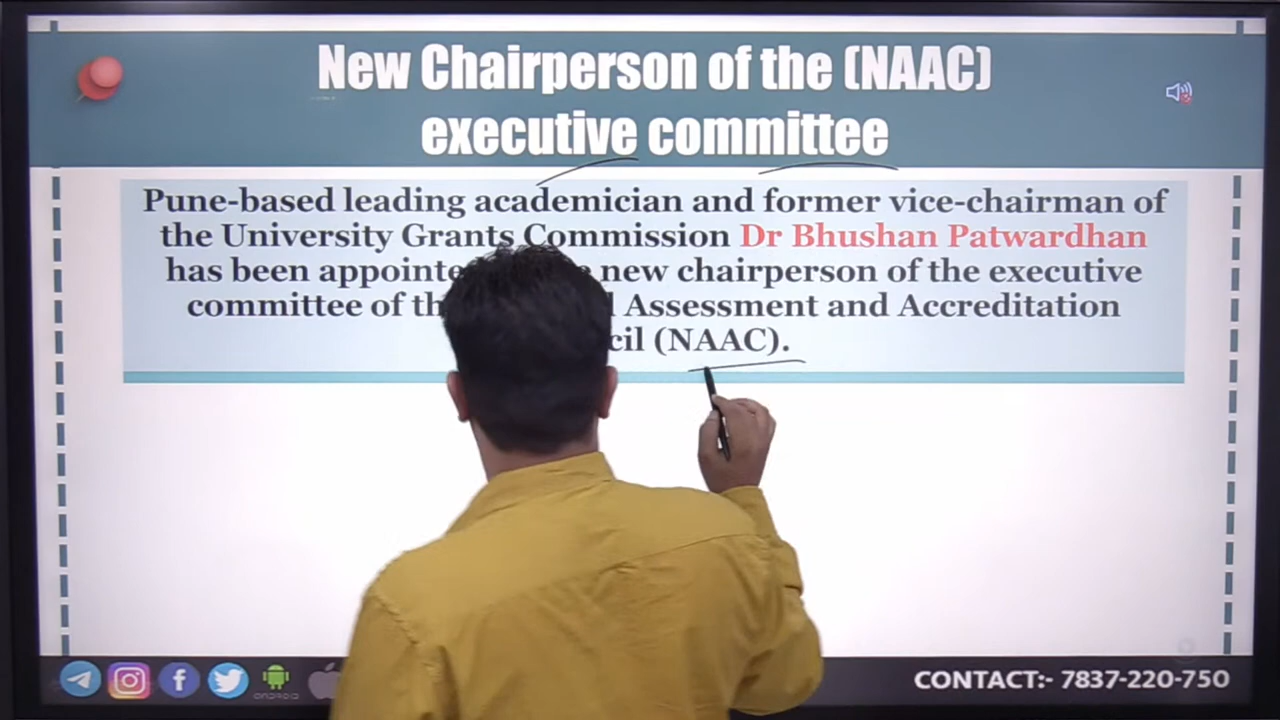 New Chairperson of the (NAAC)
executive committee
Pune-based leading academician and former vice-chairman of
the University Grants Commission Dr Bhushan Patwardhan
has been new chairperson of the executive
committee of Assessment and Accreditation
(NAAC).
ANDROID
CONTACT:- 7837-220-750